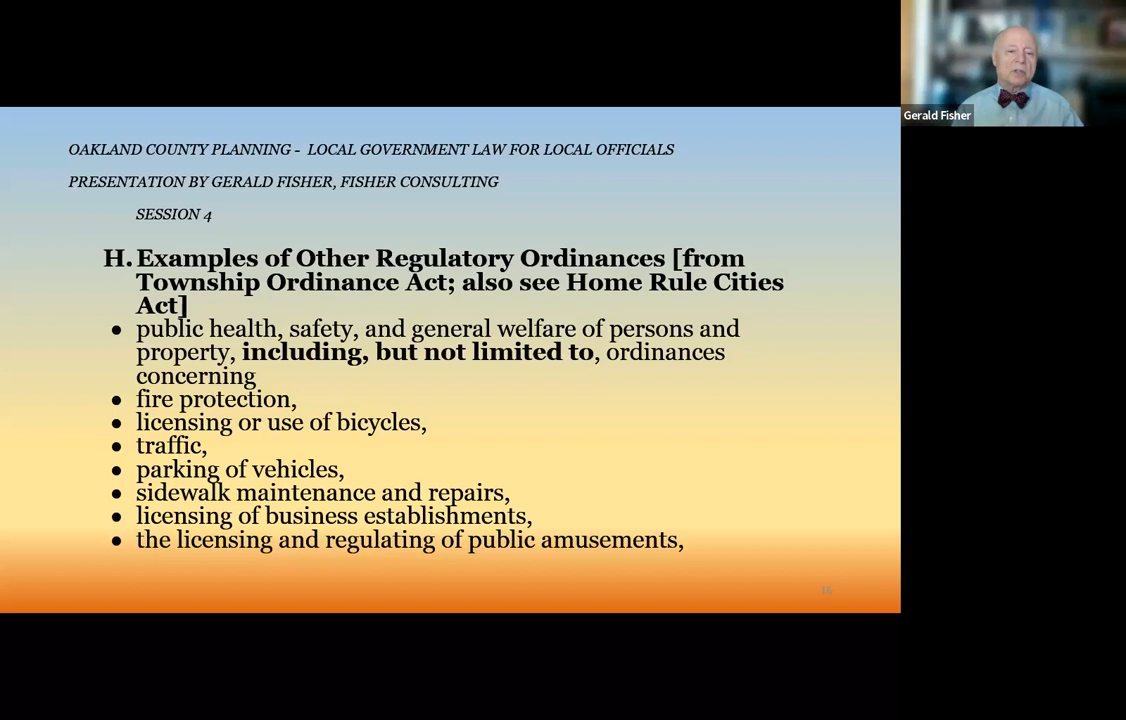 Gerald Fisher
OAKLAND COUNTY PLANNING - LOCAL GOVERNMENT LAW FOR LOCAL OFFICIALS
PRESENTATION BY GERALD FISHER, FISHER CONSULTING
SESSION 4
H. Examples of Other Regulatory Ordinances [from
Township Ordinance Act; also see Home Rule Cities
Act]
• public health, safety, and general welfare of persons and
property, including, but not limited to, ordinances
concerning
• fire protection,
• licensing or use of bicycles,
• traffic,
• parking of vehicles,
• sidewalk maintenance and repairs,
• licensing of business establishments,
• the licensing and regulating of public amusements,
16